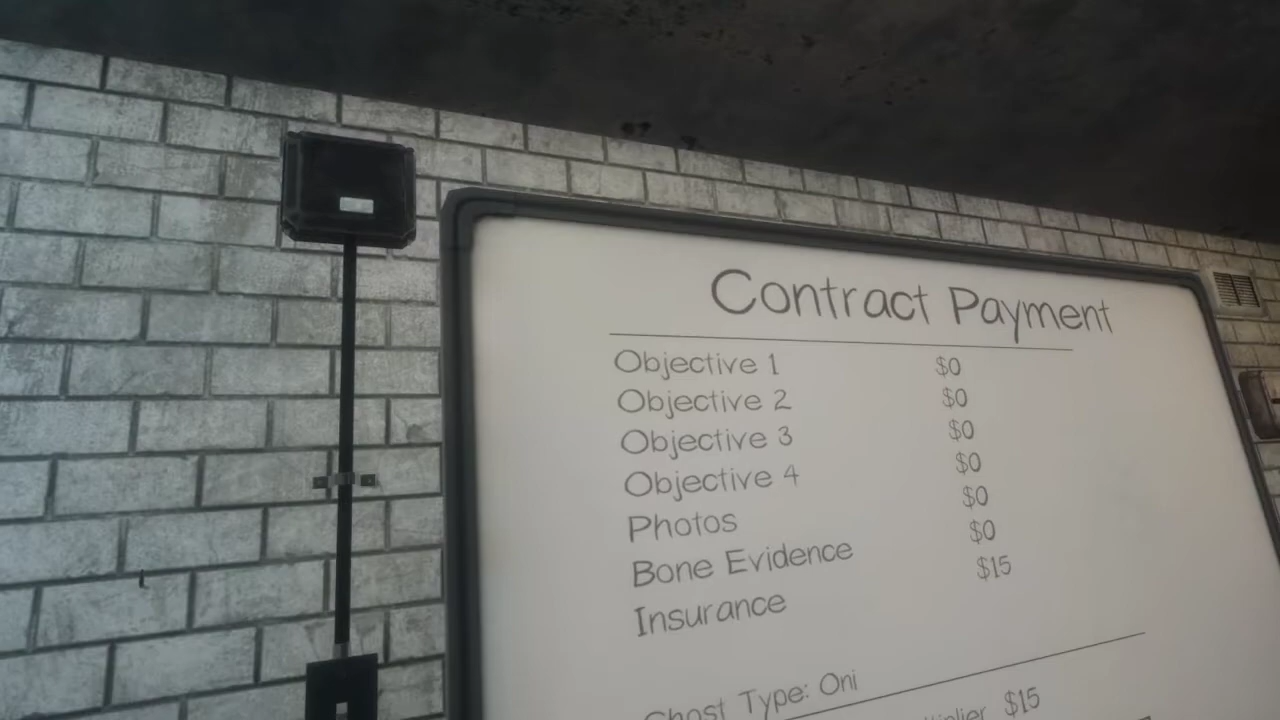 Contract Payment
Objective 1 $0
Objective 2 $0
Objective 3 $0
Objective 4 $0
Photos $0
Bone Evidence $0
Insurance $15
Ghost Type: Oni
$15